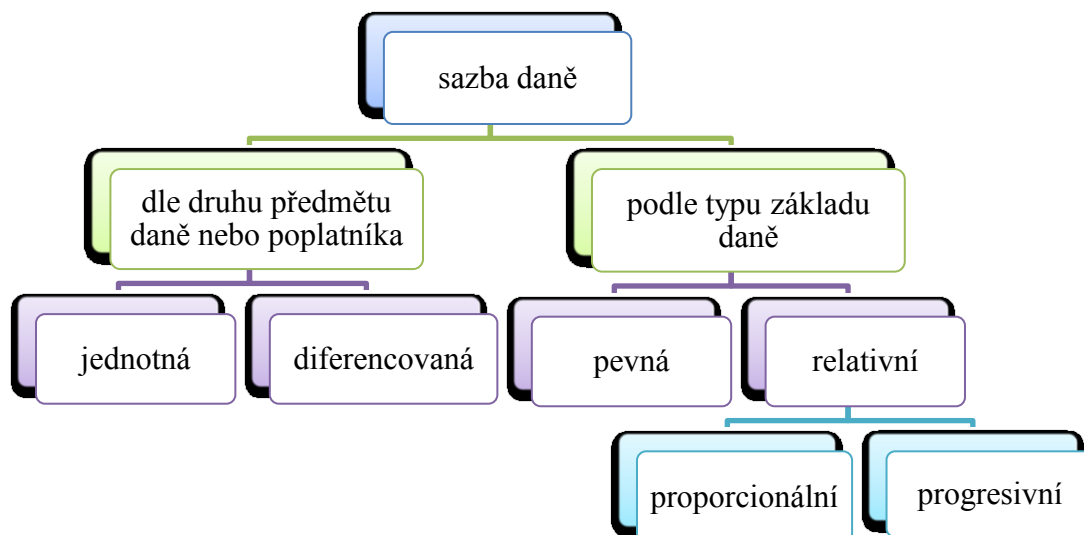 sazba daně
dle druhu předmětu
daně nebo poplatníka
podle typu základu
daně
jednotná
diferencovaná
pevná
relativní
proporcionální
progresivní